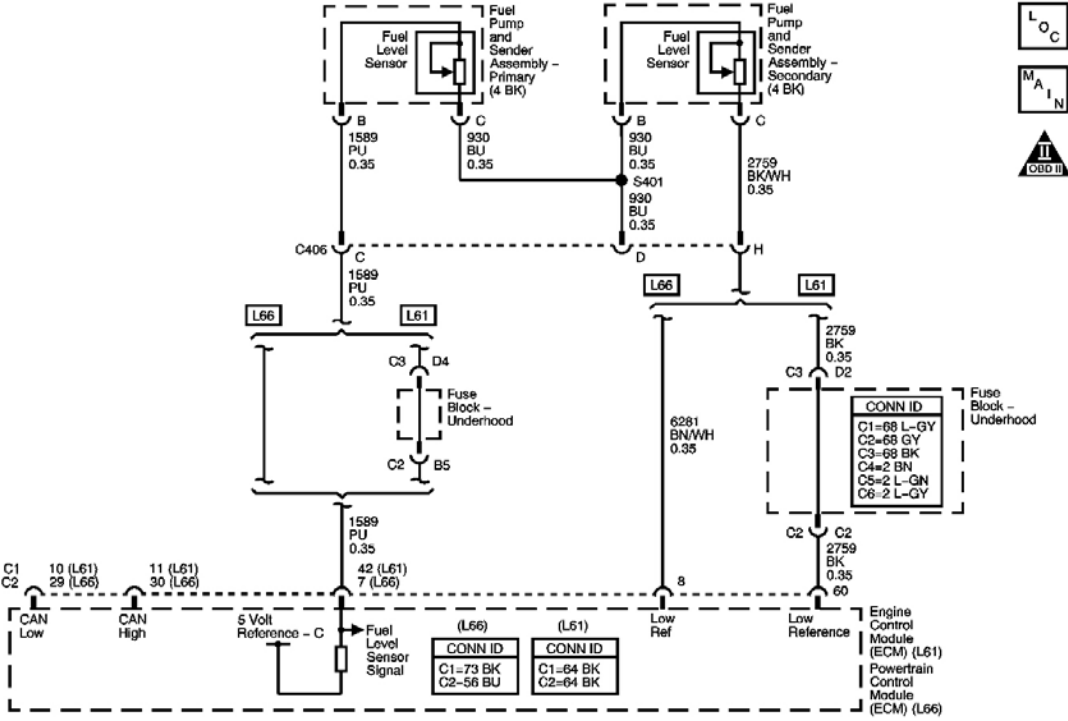 Fuel
Pump
and
Sender
Assembly –
Primary
(4 BK)
Fuel
Level
Sensor
Fuel
Pump
and
Sender
Assembly –
Secondary
(4 BK)
Fuel
Level
Sensor
L O C
M A I N
II
OBD II
B
C
B
C
1589
PU
0.35
930
BU
0.35
930
BU
0.35
2759
BK/WH
0.35
S401
930
BU
0.35
C406
C
D
H
1589
PU
0.35
L66
L61
L66
L61
C3
D4
Fuse
Block –
Underhood
C2
B5
2759
BK
0.35
C3
D2
Fuse
Block –
Underhood
CONN ID
C1=68 L–GY
C2=68 GY
C3=68 BK
C4=2 BN
C5=2 L–GN
C6=2 L–GY
6281
BN/WH
0.35
1589
PU
0.35
C2
C2
2759
BK
0.35
C1
10 (L61)
11 (L61)
42 (L61)
C2
29 (L66)
30 (L66)
7 (L66)
8
60
CAN
Low
CAN
High
5 Volt
Reference – C
Fuel
Level
Sensor
Signal
(L66)
CONN ID
C1=73 BK
C2–56 BU
(L61)
CONN ID
C1=64 BK
C2=64 BK
Low
Ref
Low
Reference
Engine
Control
Module
(ECM) (L61)
Powertrain
Control
Module
(ECM) (L66)